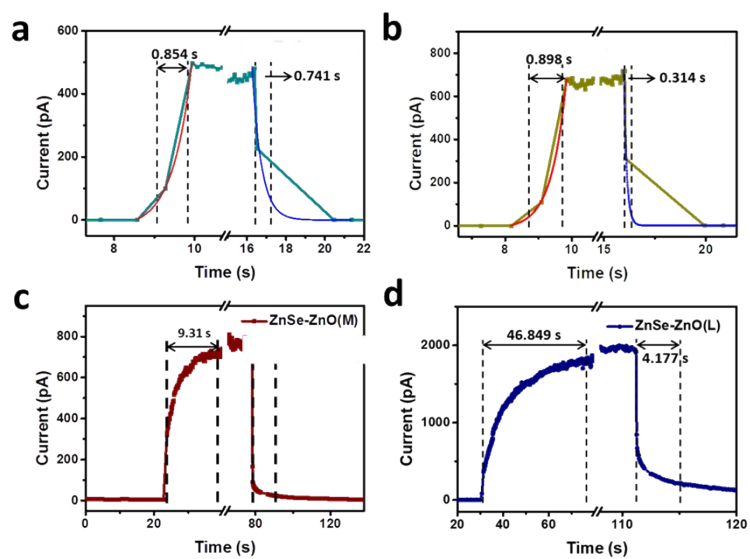 a
600
400
200
0
Current (pA)
0.854 s
0.741 s
8 10 16 18 20 22
Time (s)
b
800
600
400
200
0
Current (pA)
0.898 s
0.314 s
8 10 15 20
Time (s)
c
1000
800
600
400
200
0
Current (pA)
ZnSe-ZnO(M)
9.31 s
0 20 80 100 120
Time (s)
d
2000
1000
0
Current (pA)
ZnSe-ZnO(L)
46.849 s
4.177 s
20 40 60 80 110 120
Time (s)